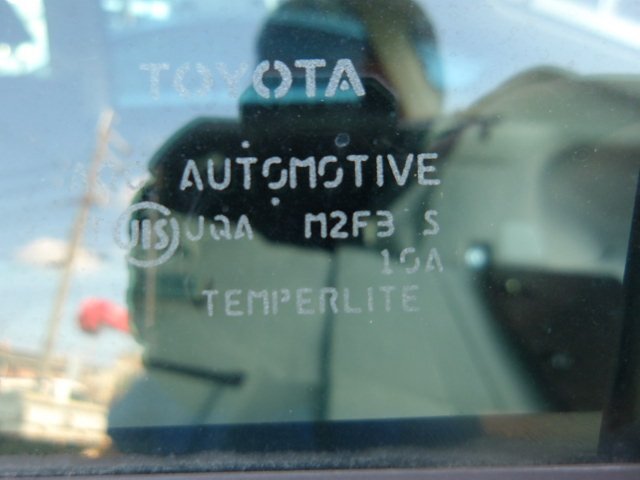 TOYOTA
AUTOMOTIVE
JIS JQA M2F3 S
10A
TEMPERLITE